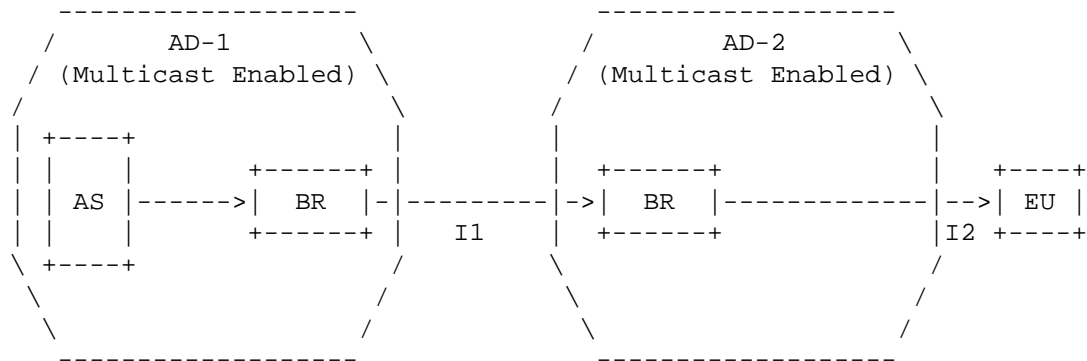 AD-1 AD-2
(Multicast Enabled) (Multicast Enabled)
AS BR BR EU
I1 I2